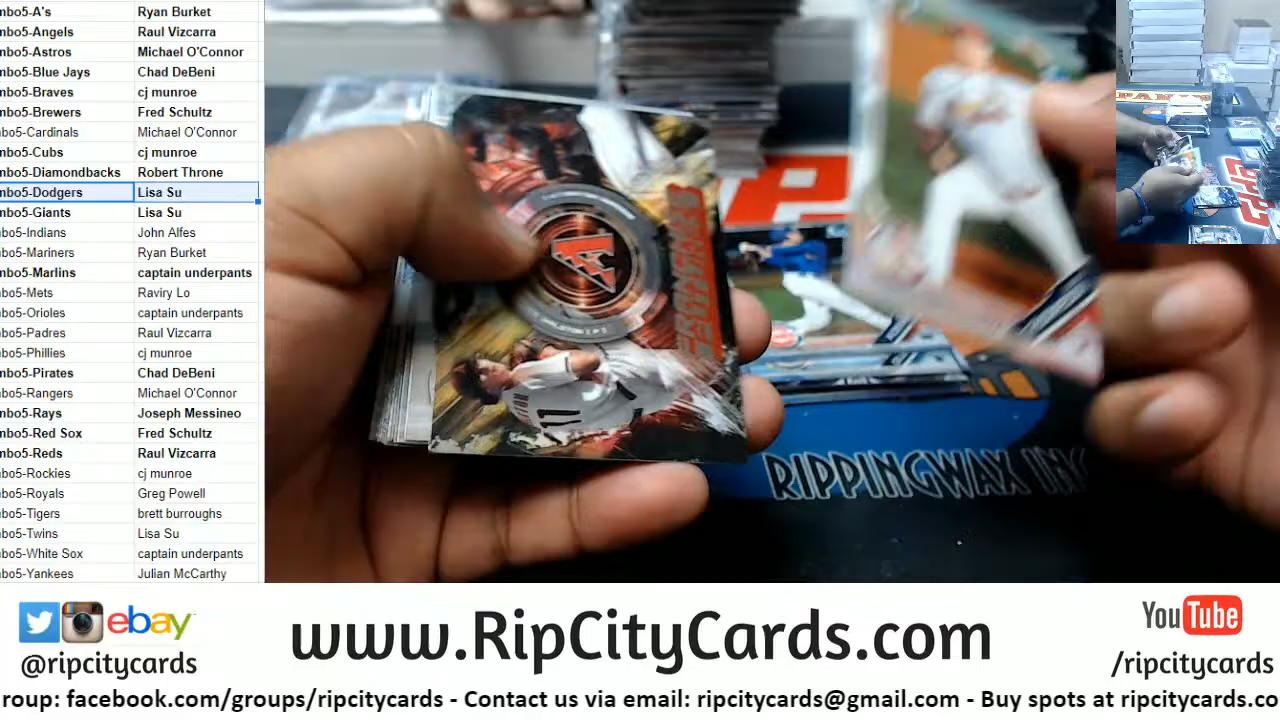 nbo5-A's Ryan Burket
nbo5-Angels Raul Vizcarra
nbo5-Astros Michael O'Connor
nbo5-Blue Jays Chad DeBeni
nbo5-Braves cj munroe
nbo5-Brewers Fred Schultz
nbo5-Cardinals Michael O'Connor
nbo5-Cubs cj munroe
nbo5-Diamondbacks Robert Throne
nbo5-Dodgers Lisa Su
nbo5-Giants Lisa Su
nbo5-Indians John Alfes
nbo5-Mariners Ryan Burket
nbo5-Marlins captain underpants
nbo5-Mets Raviry Lo
nbo5-Orioles captain underpants
nbo5-Padres Raul Vizcarra
nbo5-Phillies cj munroe
nbo5-Pirates Chad DeBeni
nbo5-Rangers Michael O'Connor
nbo5-Rays Joseph Messineo
nbo5-Red Sox Fred Schultz
nbo5-Reds Raul Vizcarra
nbo5-Rockies cj munroe
nbo5-Royals Greg Powell
nbo5-Tigers brett burroughs
nbo5-Twins Lisa Su
nbo5-White Sox captain underpants
nbo5-Yankees Julian McCarthy
RIPPINGWAX INC
ebay
@ripcitycards
www.RipCityCards.com
YouTube
/ripcitycards
roup: facebook.com/groups/ripcitycards - Contact us via email: ripcitycards@gmail.com - Buy spots at ripcityca.co